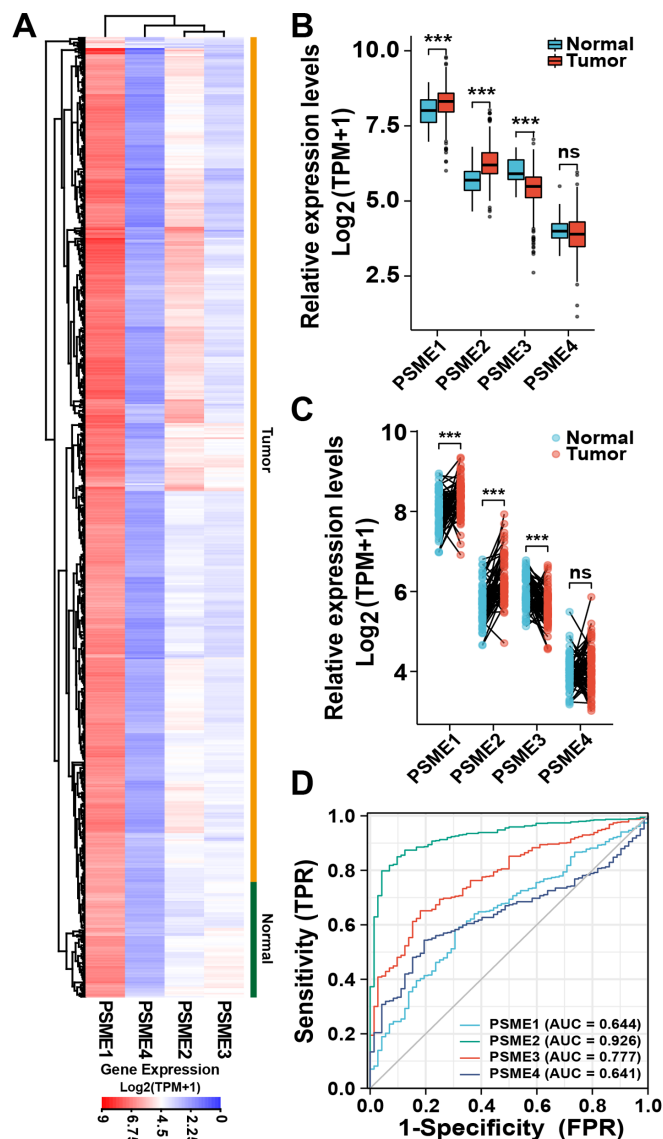 A
Tumor
Normal
PSME1
PSME4
PSME2
PSME3
Gene Expression
Log2(TPM+1)
9
6.75
4.5
2.25
0
B
Relative expression levels
Log2(TPM+1)
10.0
7.5
5.0
2.5
***
***
***
ns
Normal
Tumor
PSME1
PSME2
PSME3
PSME4
C
Relative expression levels
Log2(TPM+1)
10
8
6
4
***
***
***
ns
Normal
Tumor
PSME1
PSME2
PSME3
PSME4
D
Sensitivity (TPR)
1.0
0.8
0.6
0.4
0.2
0.0
PSME1 (AUC = 0.644)
PSME2 (AUC = 0.926)
PSME3 (AUC = 0.777)
PSME4 (AUC = 0.641)
0.0 0.2 0.4 0.6 0.8 1.0
1-Specificity (FPR)